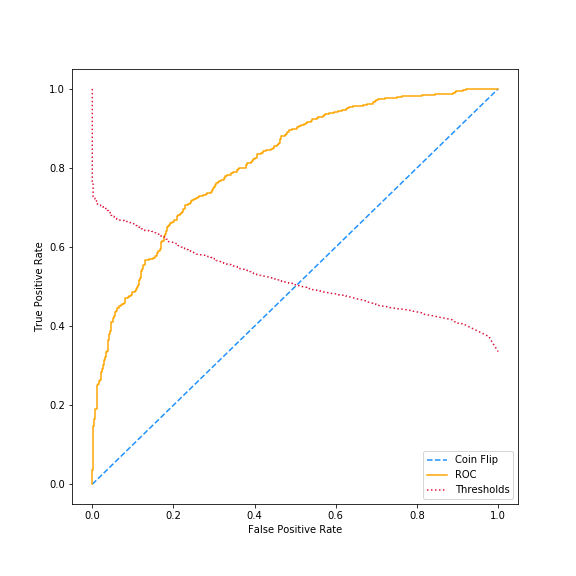 1.0
0.8
0.6
0.4
0.2
0.0
True Positive Rate
0.0 0.2 0.4 0.6 0.8 1.0
False Positive Rate
Coin Flip
ROC
Thresholds